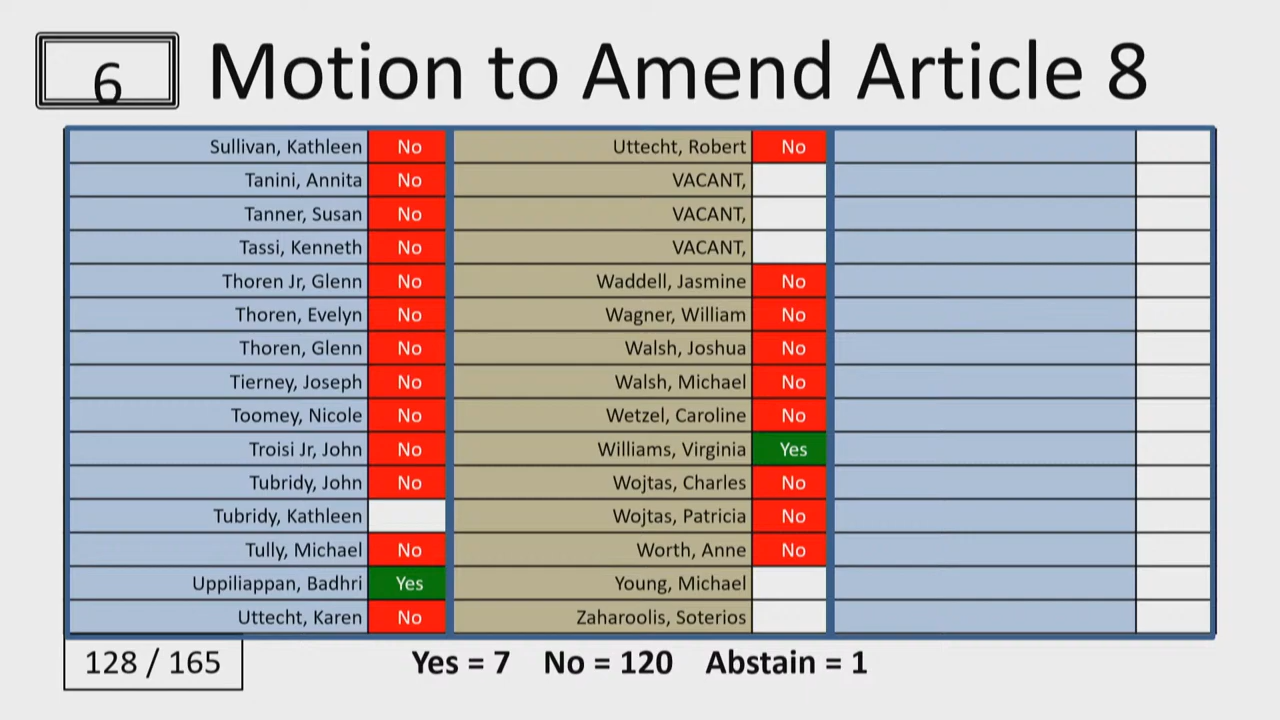 6
Motion to Amend Article 8
Sullivan, Kathleen No Uttecht, Robert No
Tanini, Annita No VACANT,
Tanner, Susan No VACANT,
Tassi, Kenneth No VACANT,
Thoren Jr, Glenn No Waddell, Jasmine No
Thoren, Evelyn No Wagner, William No
Thoren, Glenn No Walsh, Joshua No
Tierney, Joseph No Walsh, Michael No
Toomey, Nicole No Wetzel, Caroline No
Troisi Jr, John No Williams, Virginia Yes
Tubridy, John No Wojtas, Charles No
Tubridy, Kathleen Wojtas, Patricia No
Tully, Michael No Worth, Anne No
Uppiliappan, Badhri Yes Young, Michael
Uttecht, Karen No Zaharoolis, Soterios
128 / 165 Yes = 7 No = 120 Abstain = 1